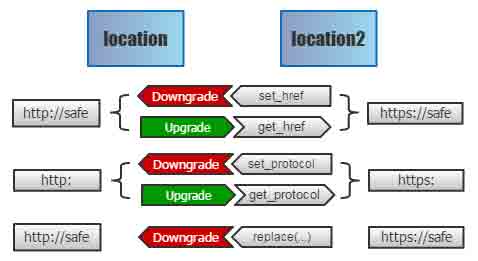 location location2
Downgrade set_href
http://safe https://safe
Upgrade get_href
Downgrade set_protocol
http: https:
Upgrade get_protocol
http://safe Downgrade replace(...) https://safe